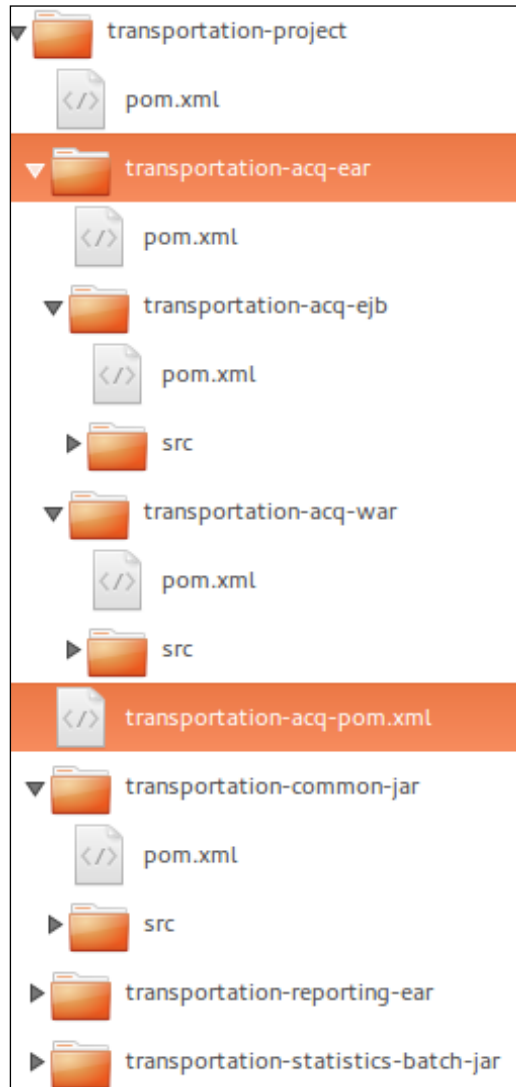 transportation-project
pom.xml
transportation-acq-ear
pom.xml
transportation-acq-ejb
pom.xml
src
transportation-acq-war
pom.xml
src
transportation-acq-pom.xml
transportation-common-jar
pom.xml
src
transportation-reporting-ear
transportation-statistics-batch-jar